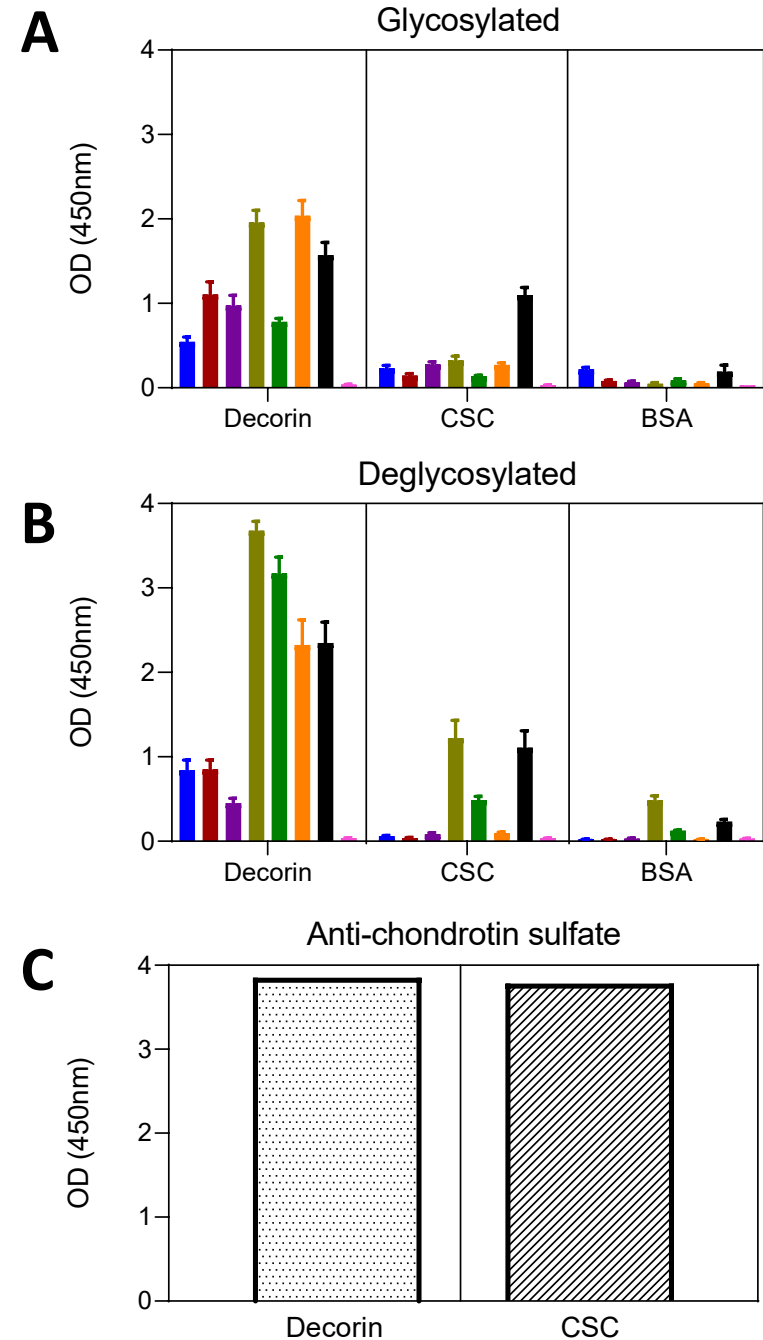 A
Glycosylated
OD (450nm)
4
3
2
1
0
Decorin CSC BSA
B
Deglycosylated
OD (450nm)
4
3
2
1
0
Decorin CSC BSA
C
Anti-chondrotin sulfate
OD (450nm)
4
3
2
1
0
Decorin CSC